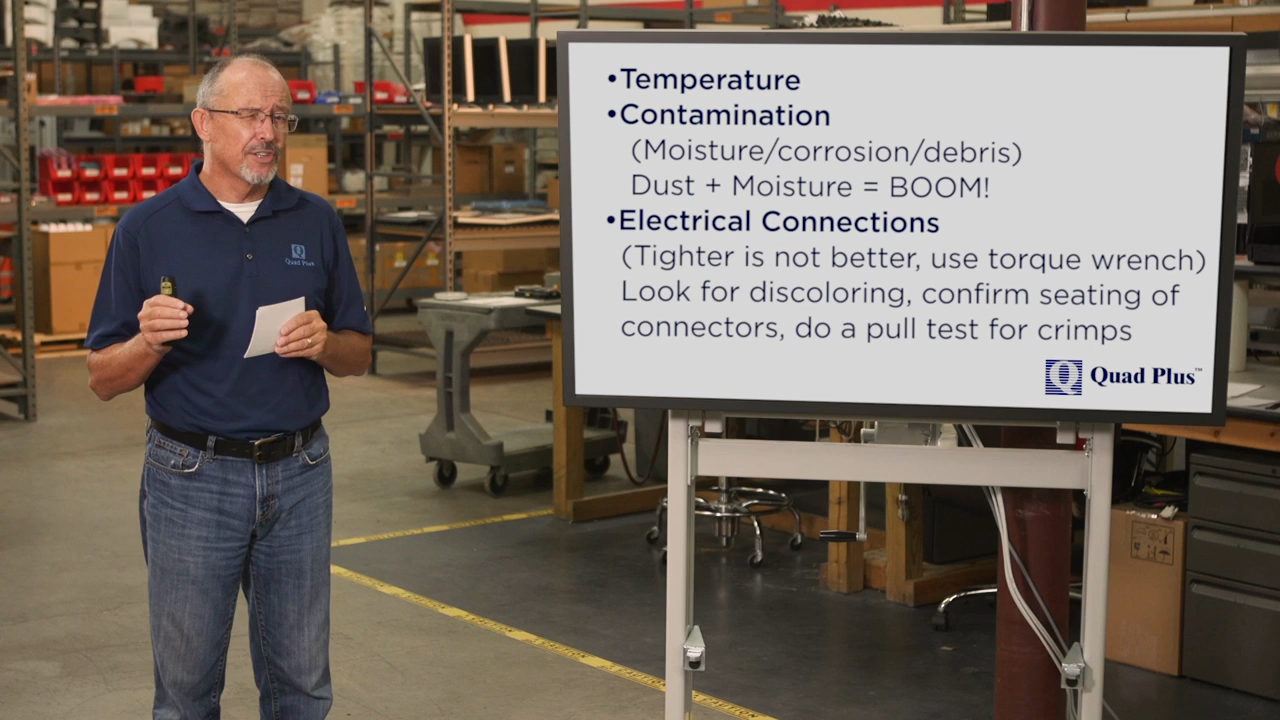 •Temperature
•Contamination
(Moisture/corrosion/debris)
Dust + Moisture = BOOM!
•Electrical Connections
(Tighter is not better, use torque wrench)
Look for discoloring, confirm seating of
connectors, do a pull test for crimps
Quad Plus™
Quad Plus
CAUTION